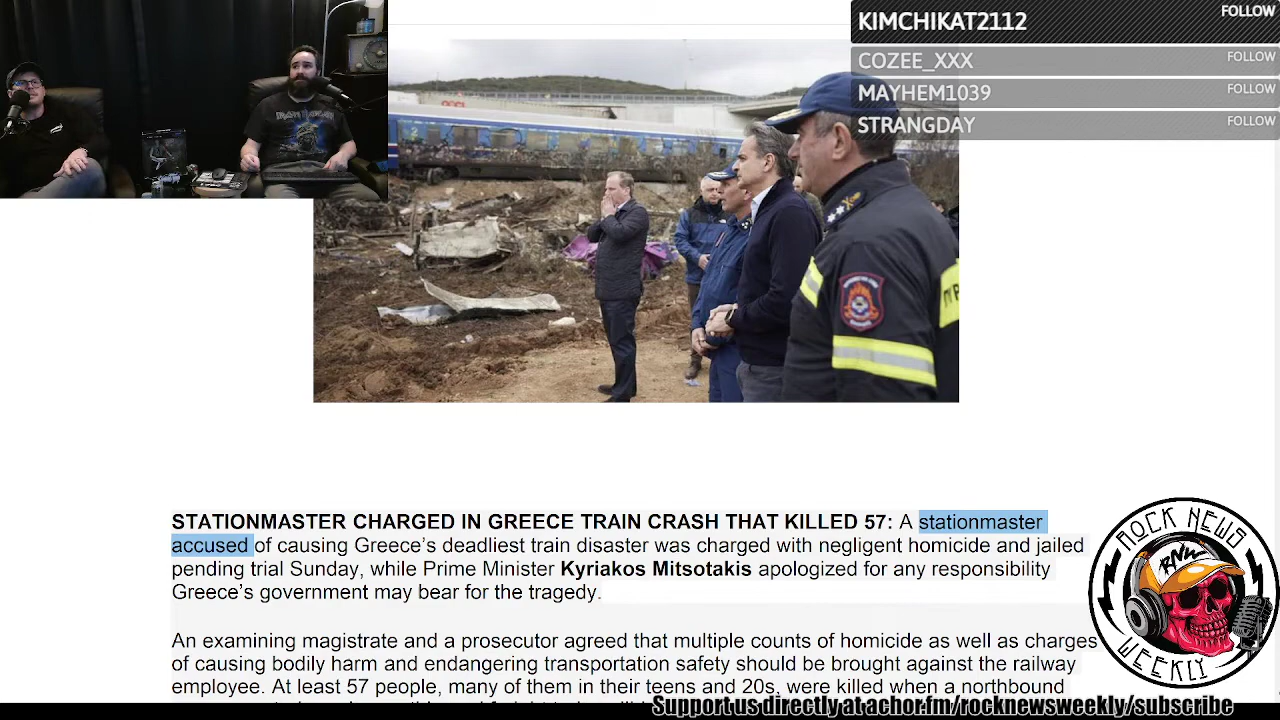 KIMCHIKAT2112 FOLLOW
COZEE_XXX FOLLOW
MAYHEM1039 FOLLOW
STRANGDAY FOLLOW
STATIONMASTER CHARGED IN GREECE TRAIN CRASH THAT KILLED 57: A stationmaster
accused of causing Greece's deadliest train disaster was charged with negligent homicide and jailed
pending trial Sunday, while Prime Minister Kyriakos Mitsotakis apologized for any responsibility
Greece's government may bear for the tragedy.
An examining magistrate and a prosecutor agreed that multiple counts of homicide as well as charges
of causing bodily harm and endangering transportation safety should be brought against the railway
employee. At least 57 people, many of them in their teens and 20s, were killed when a northbound
ROCK NEWS
RNW
WEEKLY
Support us directly at achor.fm/rocknewsweekly/subscribe